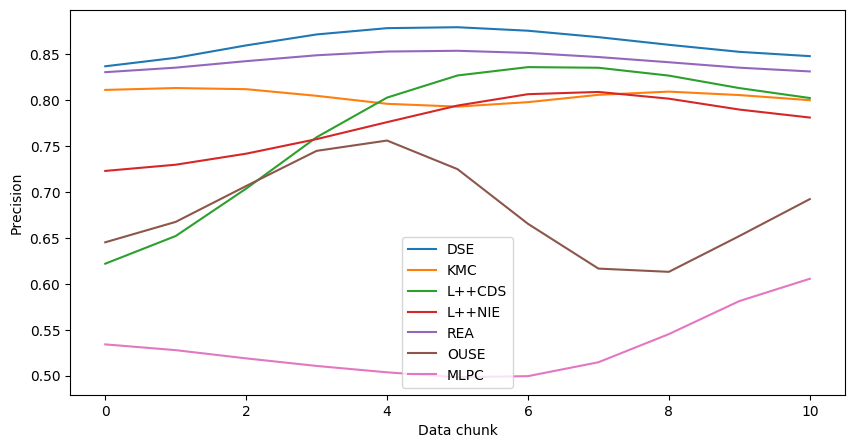 0.85
0.80
0.75
0.70
0.65
0.60
0.55
0.50
Precision
DSE
KMC
L++CDS
L++NIE
REA
OUSE
MLPC
0 2 4 6 8 10
Data chunk